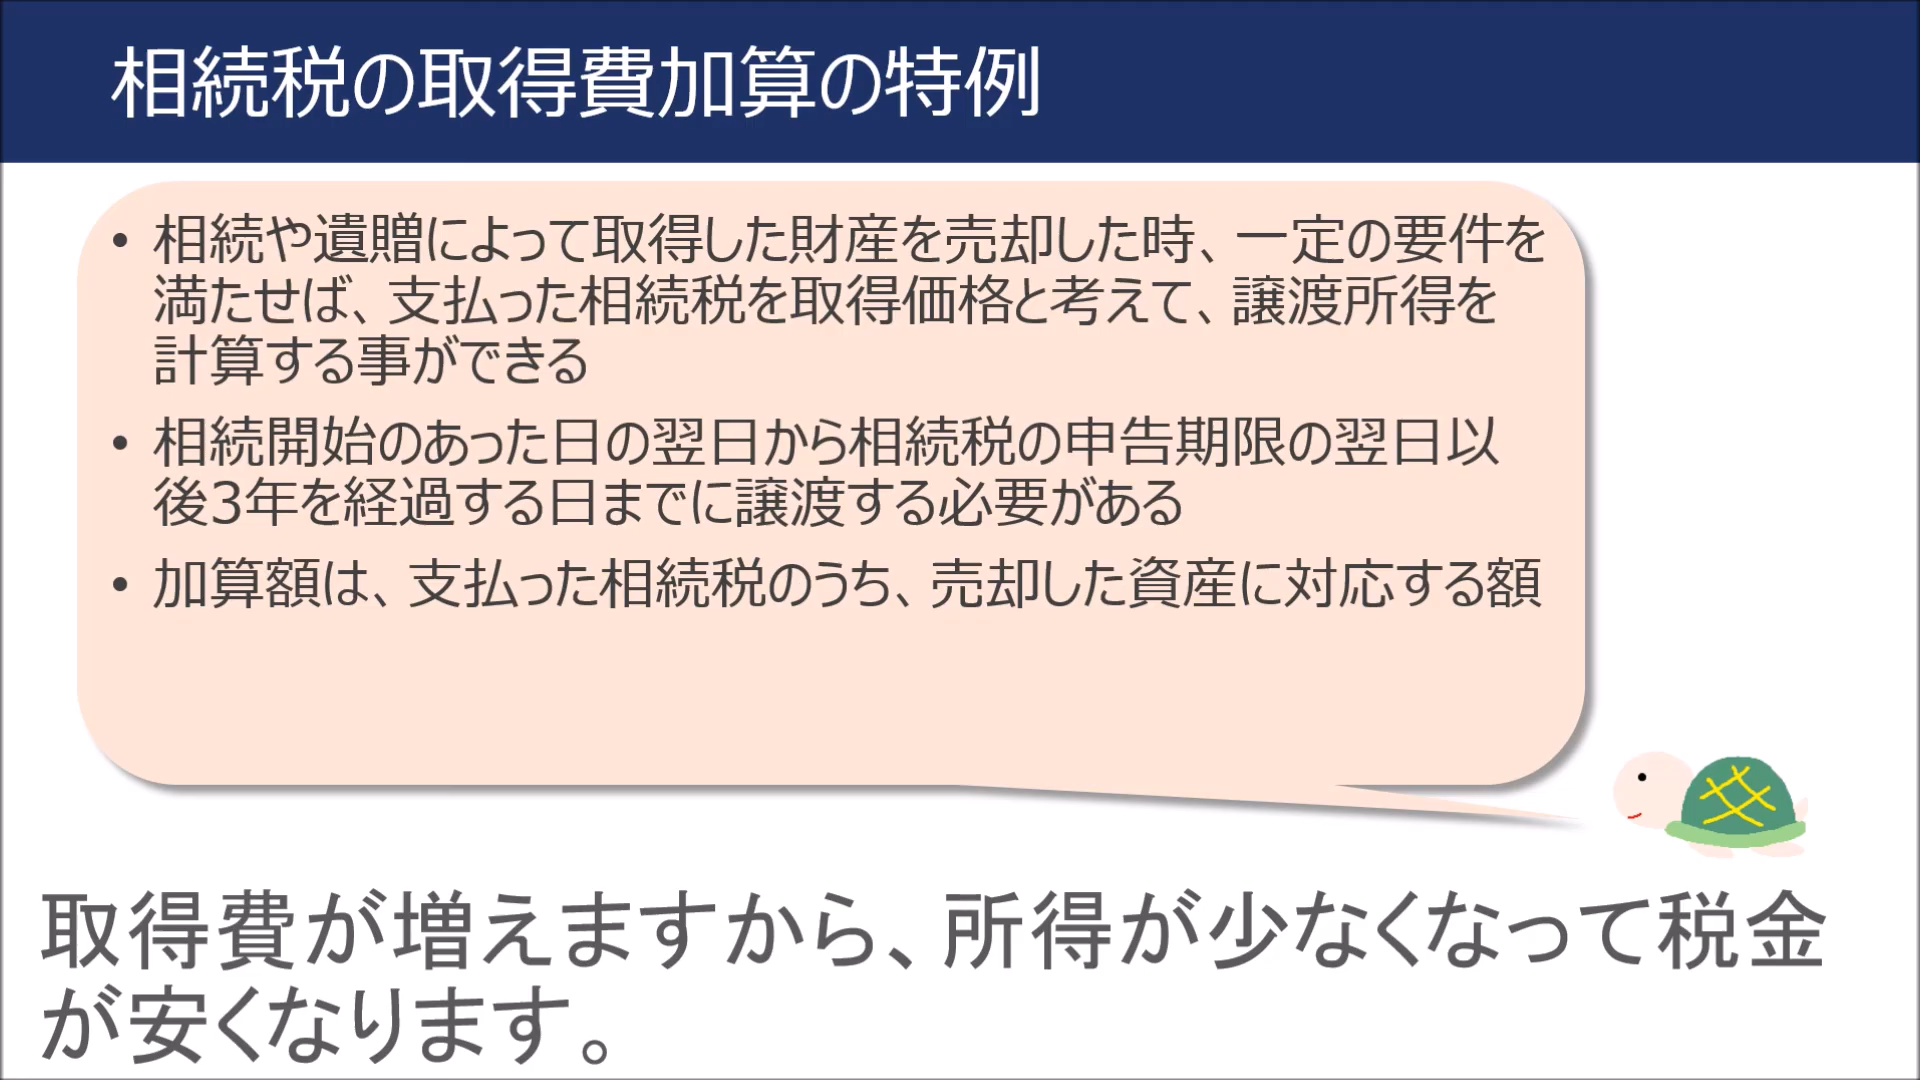 相続税の取得費加算の特例
• 相続や遺贈によって取得した財産を売却した時、一定の要件を
満たせば、支払った相続税を取得価格と考えて、譲渡所得を
計算する事ができる
• 相続開始のあった日の翌日から相続税の申告期限の翌日以
後3年を経過する日までに譲渡する必要がある
• 加算額は、支払った相続税のうち、売却した資産に対応する額
取得費が増えますから、所得が少なくなって税金
が安くなります。